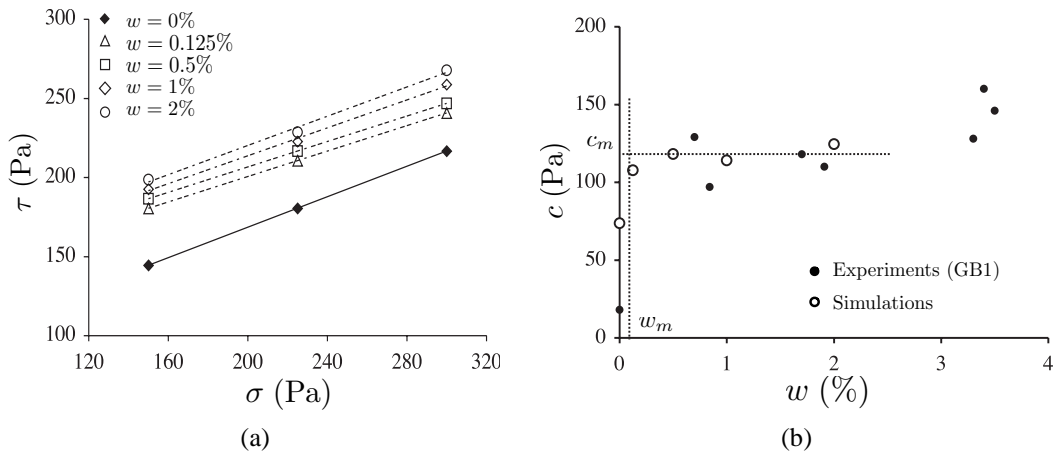 300
250
200
150
100
τ (Pa)
w = 0%
w = 0.125%
w = 0.5%
w = 1%
w = 2%
120 160 200 240 280 320
σ (Pa)
(a)
200
150
100
50
0
c (Pa)
c_m
w_m
Experiments (GB1)
Simulations
0 1 2 3 4
w (%)
(b)